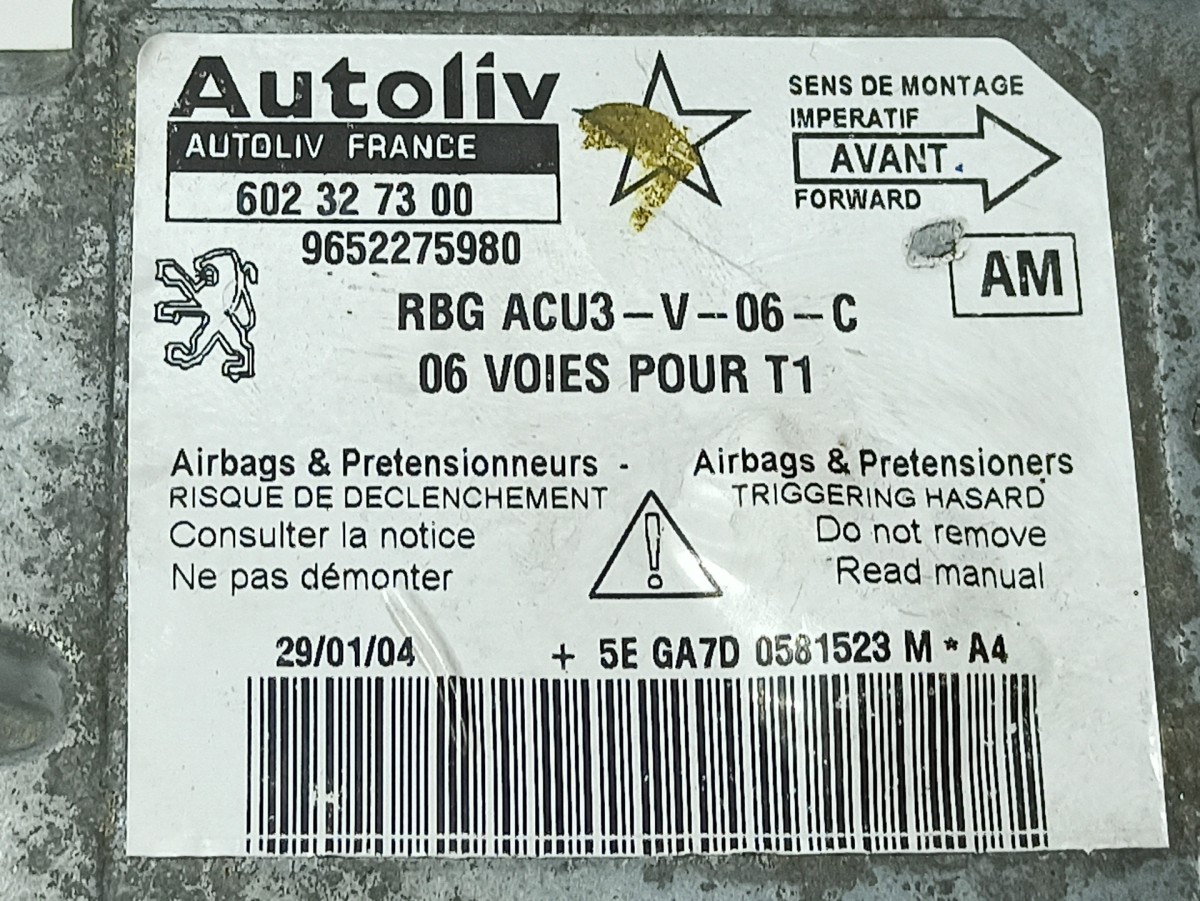 Autoliv
AUTOLIV FRANCE
602 32 73 00
9652275980
SENS DE MONTAGE
IMPERATIF
AVANT
FORWARD
AM
RBG ACU3-V-06-C
06 VOIES POUR T1
Airbags & Pretensionneurs -
RISQUE DE DECLENCHEMENT
Consulter la notice
Ne pas démonter
Airbags & Pretensioners
TRIGGERING HASARD
Do not remove
Read manual
29/01/04 + 5E GA7D 0581523 M * A4